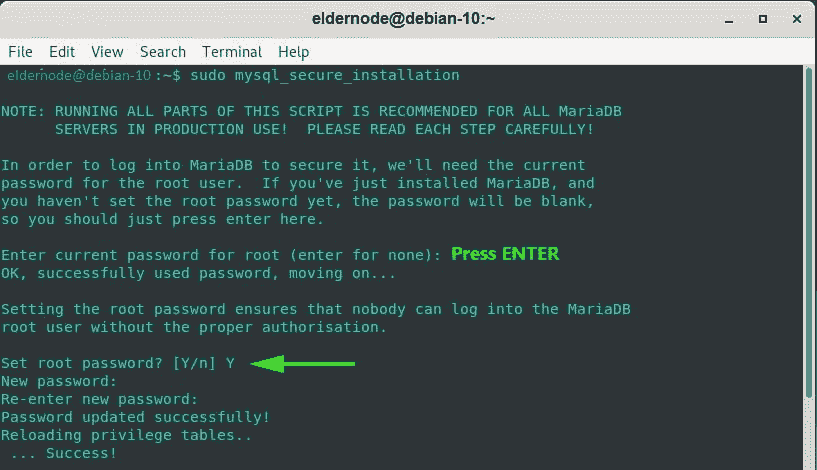 eldernode@debian-10:~
File Edit View Search Terminal Help
eldernode@debian-10 :~$ sudo mysql_secure_installation
NOTE: RUNNING ALL PARTS OF THIS SCRIPT IS RECOMMENDED FOR ALL MariaDB
SERVERS IN PRODUCTION USE!  PLEASE READ EACH STEP CAREFULLY!
In order to log into MariaDB to secure it, we'll need the current
password for the root user.  If you've just installed MariaDB, and
you haven't set the root password yet, the password will be blank,
so you should just press enter here.
Enter current password for root (enter for none): Press ENTER
OK, successfully used password, moving on...
Setting the root password ensures that nobody can log into the MariaDB
root user without the proper authorisation.
Set root password? [Y/n] Y
New password:
Re-enter new password:
Password updated successfully!
Reloading privilege tables..
... Success!